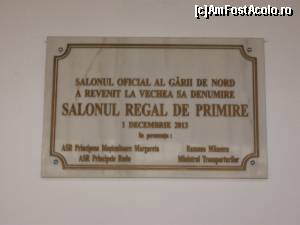 [c]AmFostAcolo.ro
SALONUL OFICIAL AL GĂRII DE NORD
A REVENIT LA VECHEA SA DENUMIRE
SALONUL REGAL DE PRIMIRE
1 DECEMBRIE 2013
în prezența :
ASR Principesa Moștenitoare Margareta Ramona Mănescu
ASR Principele Radu Ministrul Transporturilor